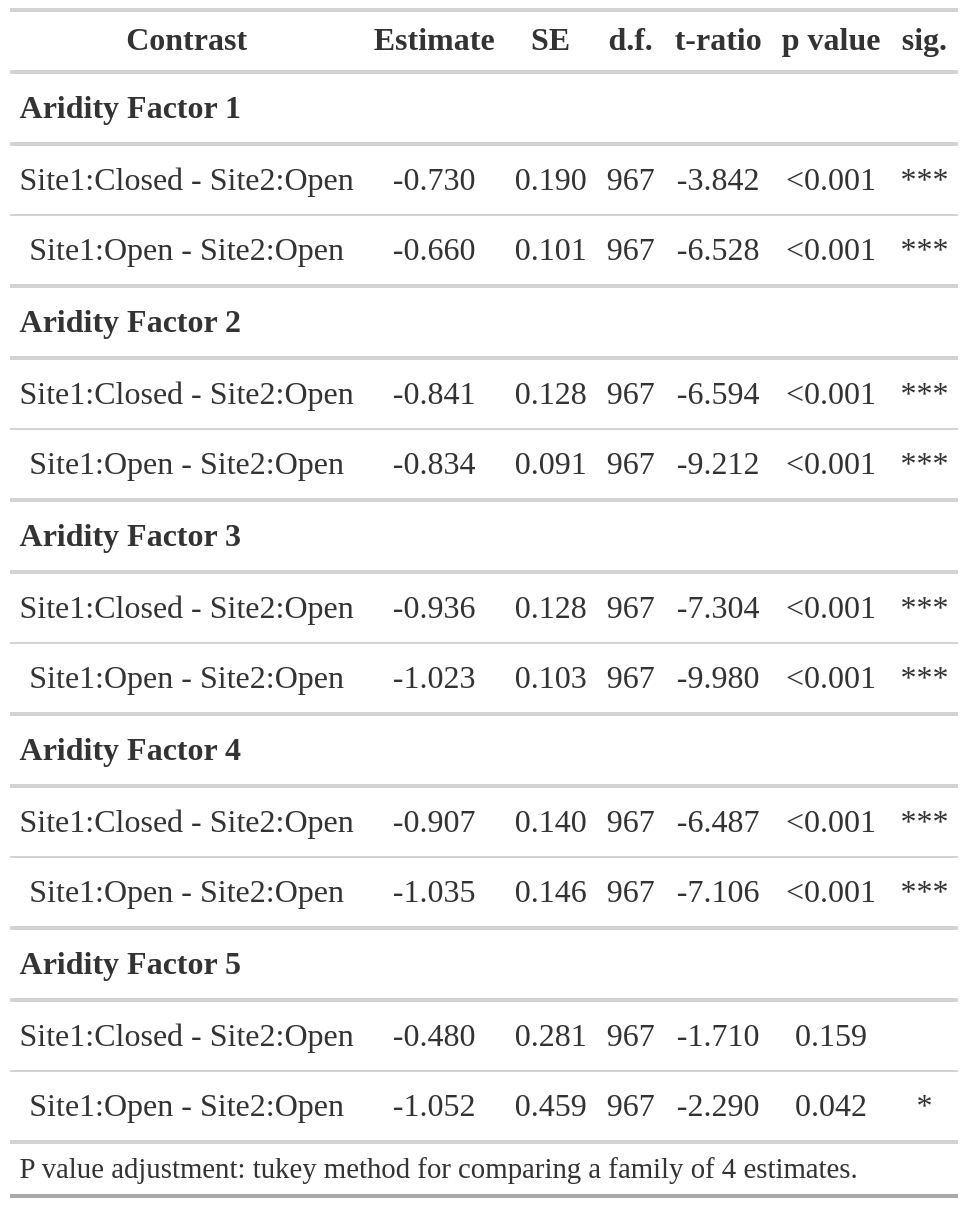 Contrast Estimate SE d.f. t-ratio p value sig.
Aridity Factor 1
Site1:Closed - Site2:Open -0.730 0.190 967 -3.842 <0.001 ***
Site1:Open - Site2:Open -0.660 0.101 967 -6.528 <0.001 ***
Aridity Factor 2
Site1:Closed - Site2:Open -0.841 0.128 967 -6.594 <0.001 ***
Site1:Open - Site2:Open -0.834 0.091 967 -9.212 <0.001 ***
Aridity Factor 3
Site1:Closed - Site2:Open -0.936 0.128 967 -7.304 <0.001 ***
Site1:Open - Site2:Open -1.023 0.103 967 -9.980 <0.001 ***
Aridity Factor 4
Site1:Closed - Site2:Open -0.907 0.140 967 -6.487 <0.001 ***
Site1:Open - Site2:Open -1.035 0.146 967 -7.106 <0.001 ***
Aridity Factor 5
Site1:Closed - Site2:Open -0.480 0.281 967 -1.710 0.159
Site1:Open - Site2:Open -1.052 0.459 967 -2.290 0.042 *
P value adjustment: tukey method for comparing a family of 4 estimates.